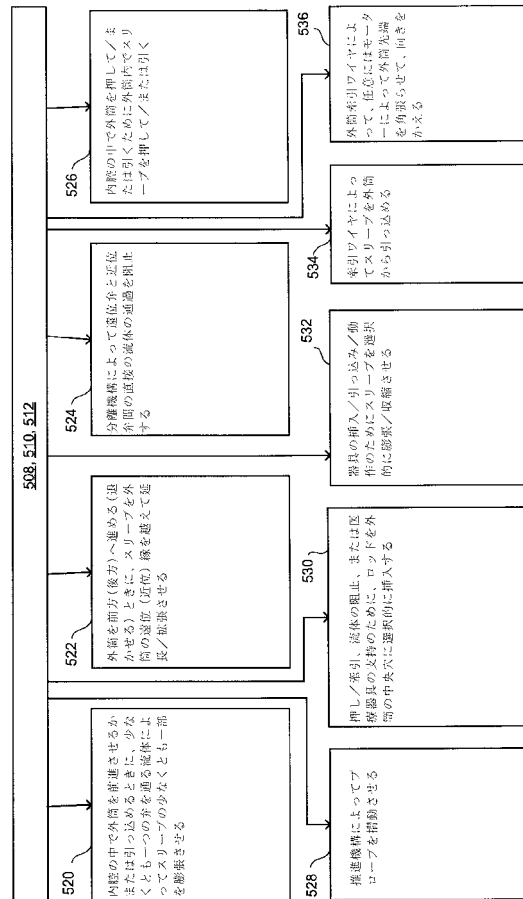 508, 510, 512
520
内腔の中で外筒を前進させるか
または引っ込めるときに、少な
くとも一つの弁を通る流体によ
ってスリーブの少なくとも一部
を膨張させる
522
外筒を前方(後方)へ進める(退
かせる)ときに、スリーブを外
筒の遠位(近位)縁を越えて延
長/拡張させる
524
分離機構によって遠位弁と近位
弁間の直接の流体の通過を阻止
する
526
内腔の中で外筒を押して/ま
たは引くために外筒内でスリ
ーブを押して/または引く
528
推進機構によってプ
ローブを摺動させる
530
押し/牽引、流体の阻止、または医
療器具の支持のために、ロッドを外
筒の中央穴に選択的に挿入する
532
器具の挿入/引っ込み/動
作のためにスリーブを選択
的に膨張/収縮させる
534
牽引ワイヤによっ
てスリーブを外筒
から引っ込める
536
外筒牽引ワイヤによ
って、任意にはモータ
ーによって外筒先端
を角張らせて、向きを
かえる